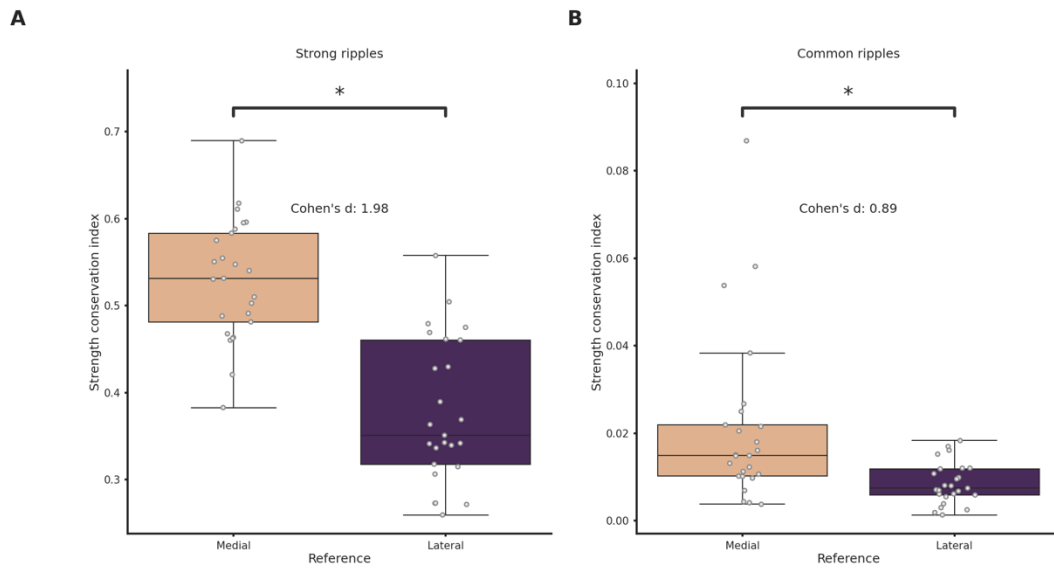 A
Strong ripples
*
Cohen's d: 1.98
Strength conservation index
0.7
0.6
0.5
0.4
0.3
Medial
Lateral
Reference
B
Common ripples
*
Cohen's d: 0.89
Strength conservation index
0.10
0.08
0.06
0.04
0.02
0.00
Medial
Lateral
Reference